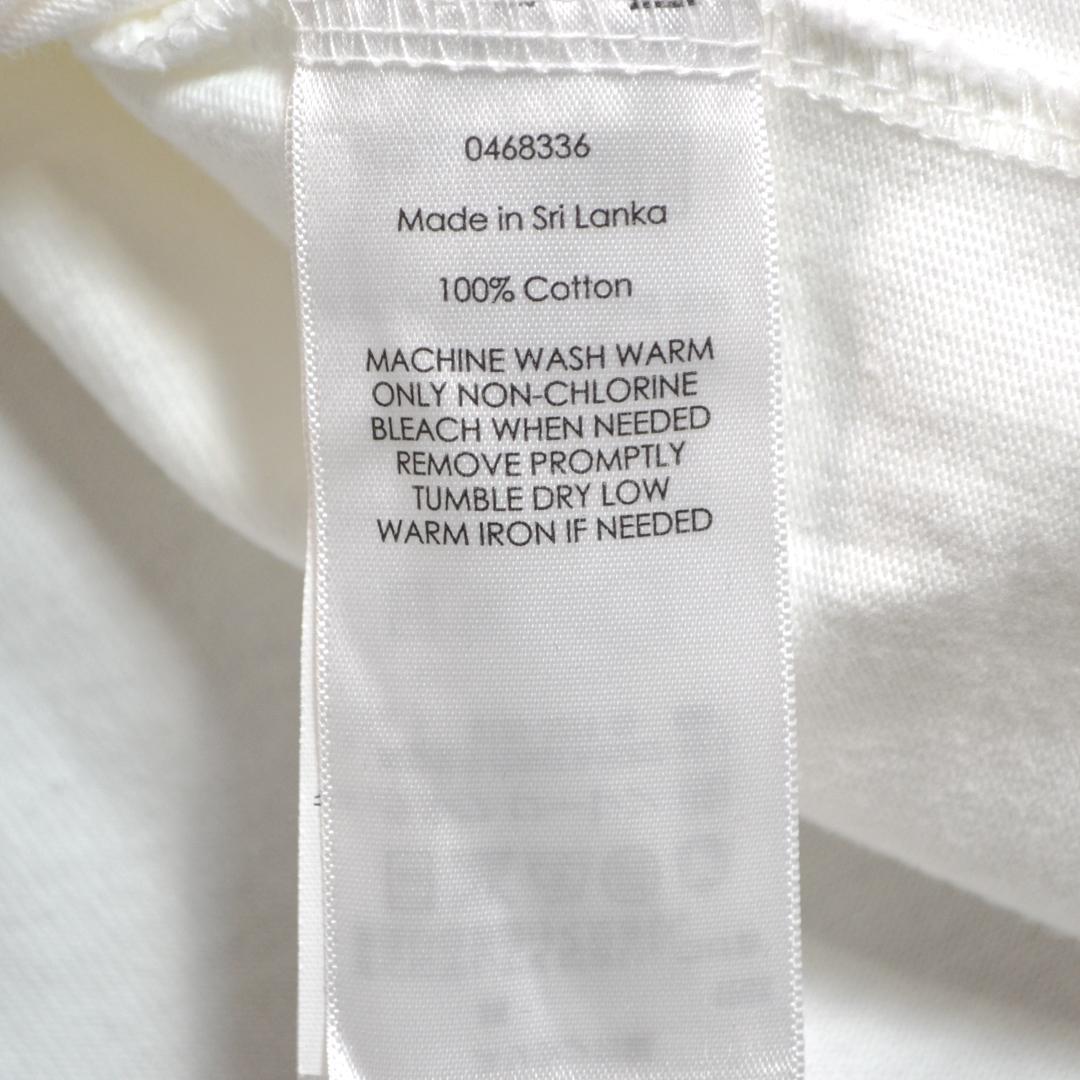 0468336
Made in Sri Lanka
100% Cotton
MACHINE WASH WARM
ONLY NON-CHLORINE
BLEACH WHEN NEEDED
REMOVE PROMPTLY
TUMBLE DRY LOW
WARM IRON IF NEEDED